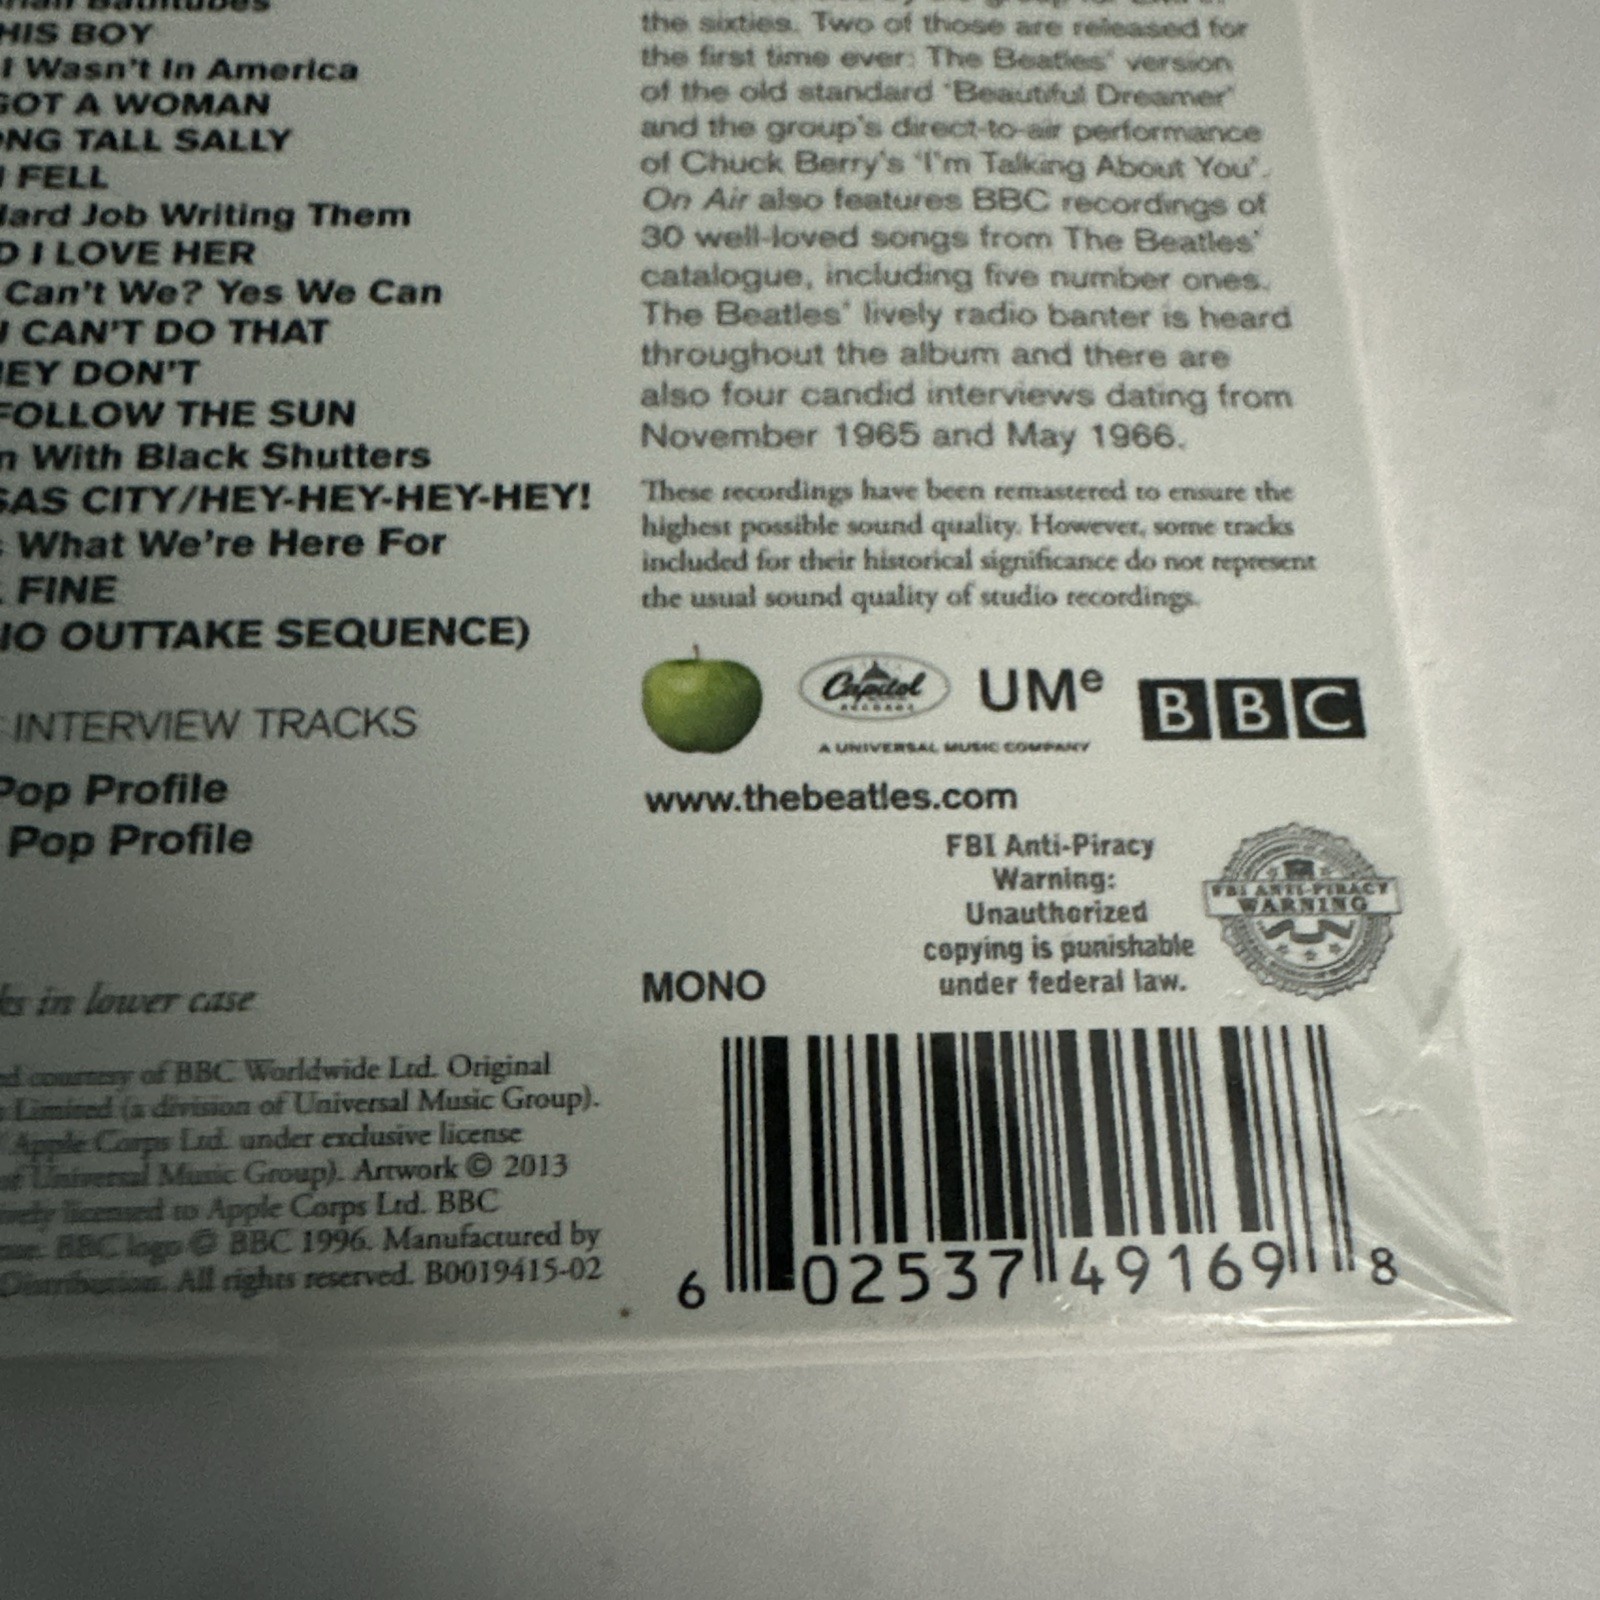 HIS BOY
I Wasn't In America
GOT A WOMAN
ONG TALL SALLY
I FELL
Hard Job Writing Them
D I LOVE HER
Can't We? Yes We Can
U CAN'T DO THAT
HEY DON'T
FOLLOW THE SUN
n With Black Shutters
SAS CITY/HEY-HEY-HEY-HEY!
s What We're Here For
FINE
IO OUTTAKE SEQUENCE)
INTERVIEW TRACKS
Pop Profile
Pop Profile
ks in lower case
ed courtesy of BBC Worldwide Ltd. Original
s Limited (a division of Universal Music Group).
Apple Corps Ltd. under exclusive license
of Universal Music Group). Artwork © 2013
licensed to Apple Corps Ltd. BBC
BBC logo © BBC 1996. Manufactured by
Distribution. All rights reserved. B0019415-02
the sixties. Two of those are released for
the first time ever: The Beatles' version
of the old standard 'Beautiful Dreamer'
and the group's direct-to-air performance
of Chuck Berry's 'I'm Talking About You'.
On Air also features BBC recordings of
30 well-loved songs from The Beatles'
catalogue, including five number ones.
The Beatles' lively radio banter is heard
throughout the album and there are
also four candid interviews dating from
November 1965 and May 1966.
These recordings have been remastered to ensure the
highest possible sound quality. However, some tracks
included for their historical significance do not represent
the usual sound quality of studio recordings.
Capitol
RECORDS
UMe
BBC
A UNIVERSAL MUSIC COMPANY
www.thebeatles.com
FBI Anti-Piracy
Warning:
Unauthorized
copying is punishable
under federal law.
FBI ANTI-PIRACY
WARNING
MONO
6 02537 49169 8